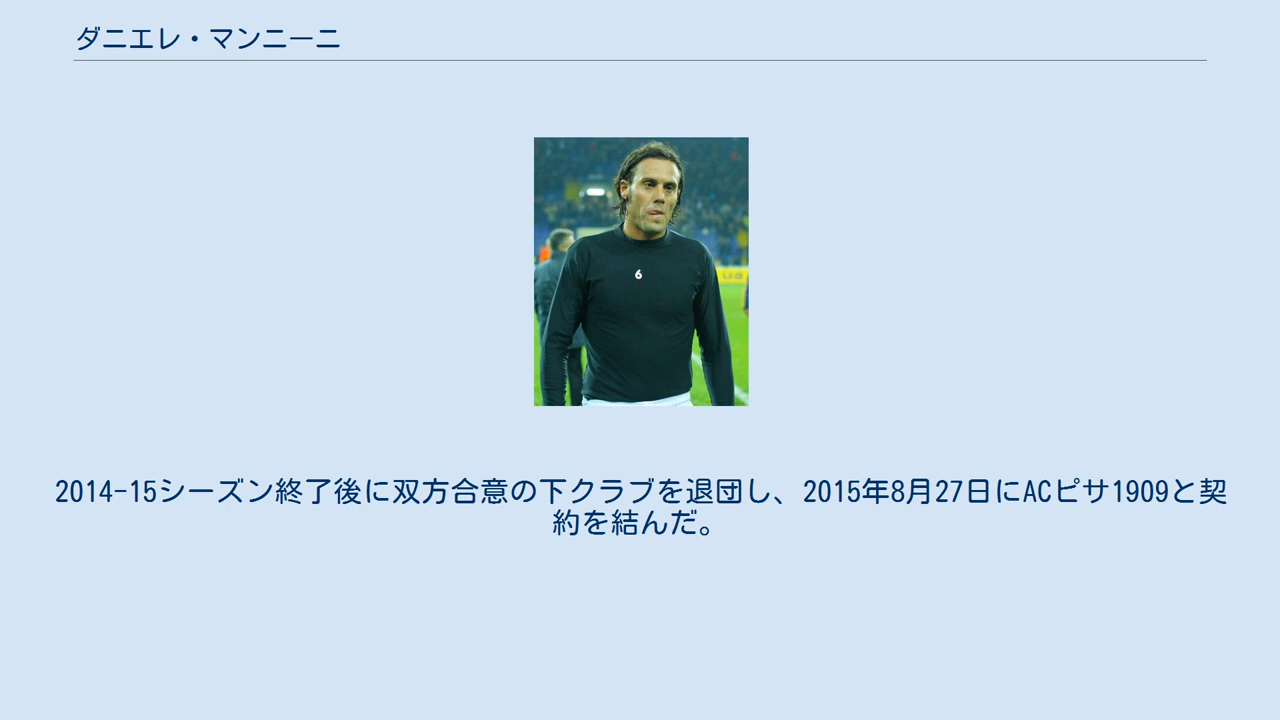 ダニエレ・マンニーニ
6
2014-15シーズン終了後に双方合意の下クラブを退団し、2015年8月27日にACピサ1909と契
約を結んだ。